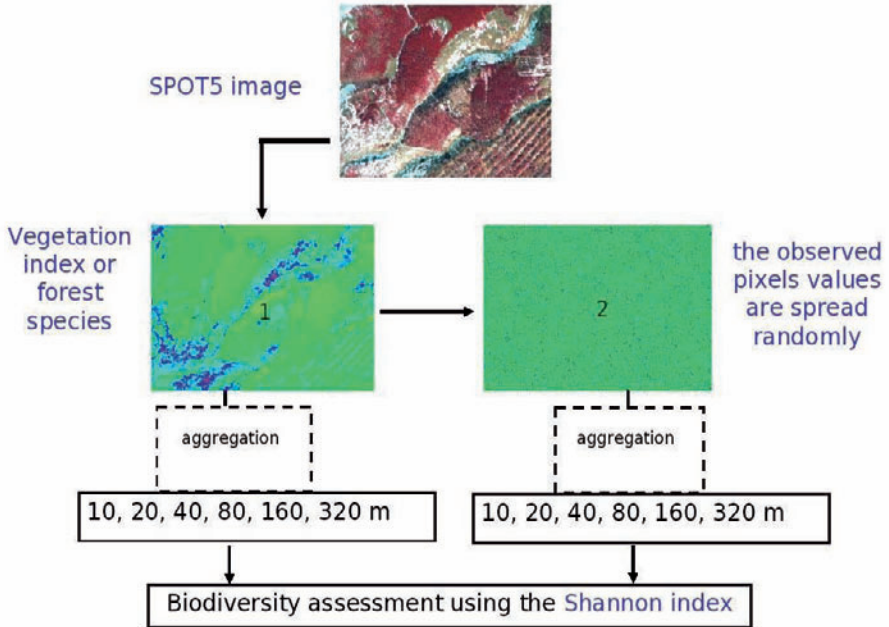 SPOT5 image
Vegetation
index or
forest
species
1
2
the observed
pixels values
are spread
randomly
aggregation
aggregation
10, 20, 40, 80, 160, 320 m
10, 20, 40, 80, 160, 320 m
Biodiversity assessment using the Shannon index